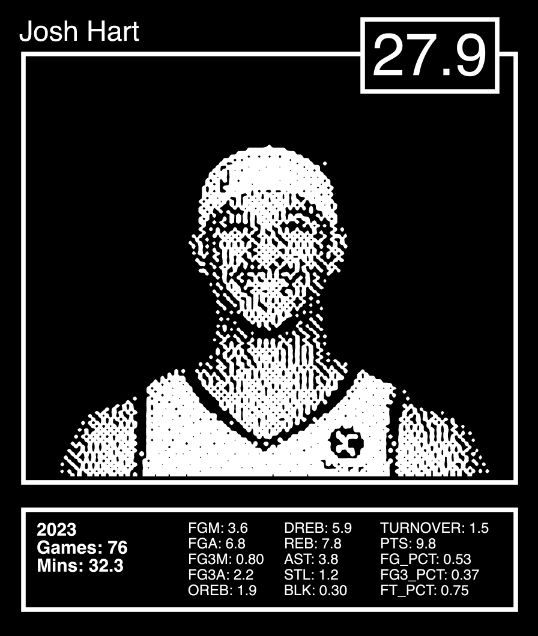 Josh Hart
27.9
2023
Games: 76
Mins: 32.3
FGM: 3.6
FGA: 6.8
FG3M: 0.80
FG3A: 2.2
OREB: 1.9
DREB: 5.9
REB: 7.8
AST: 3.8
STL: 1.2
BLK: 0.30
TURNOVER: 1.5
PTS: 9.8
FG_PCT: 0.53
FG3_PCT: 0.37
FT_PCT: 0.75